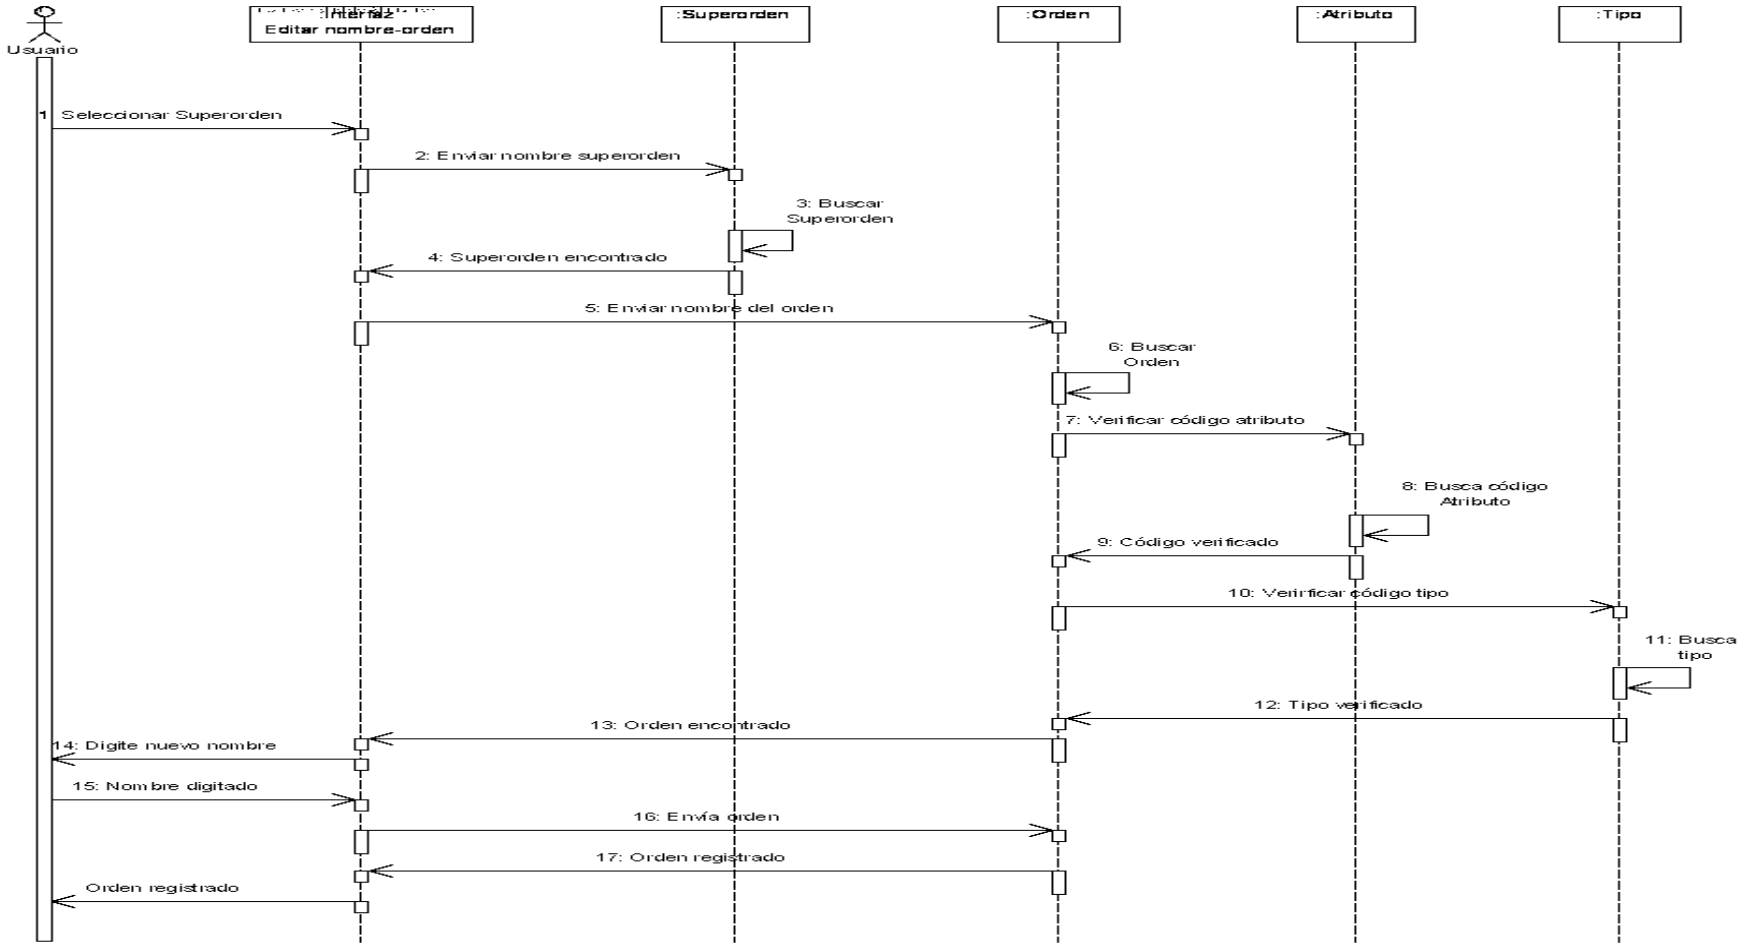 :Interfaz
Editar nombre-orden
:Superorden
:Orden
:Atributo
:Tipo
Usuario
1 Seleccionar Superorden
2: Enviar nombre superorden
3: Buscar
Superorden
4: Superorden encontrado
5: Enviar nombre del orden
6: Buscar
Orden
7: Verificar código atributo
8: Busca código
Atributo
9: Código verificado
10: Verirficar código tipo
11: Busca
tipo
12: Tipo verificado
13: Orden encontrado
14: Digite nuevo nombre
15: Nombre digitado
16: Envía orden
17: Orden registrado
Orden registrado